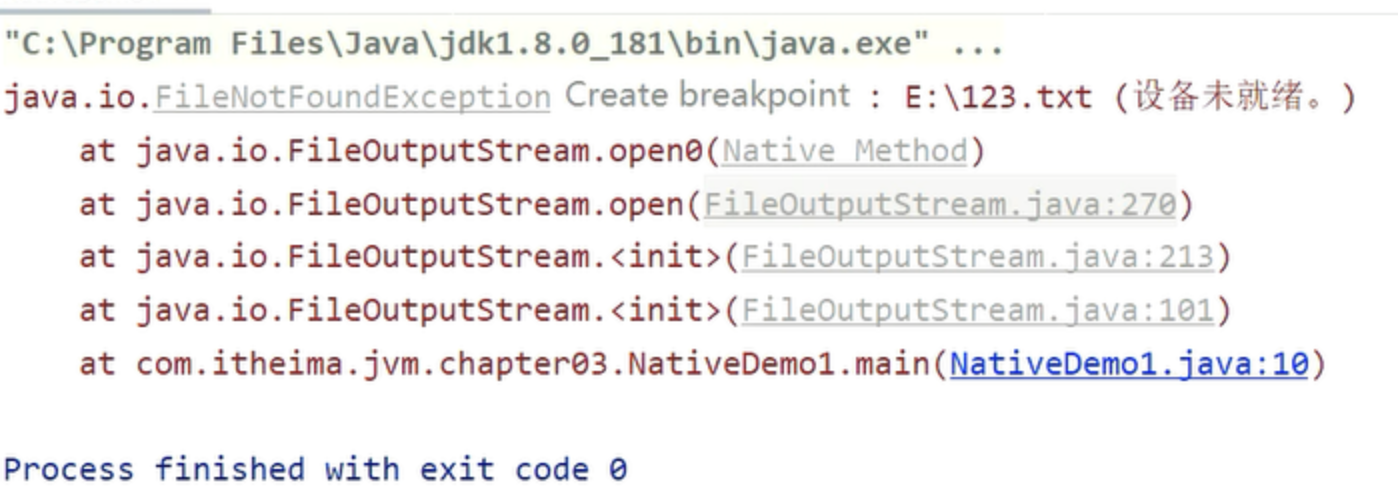 "C:\Program Files\Java\jdk1.8.0_181\bin\java.exe" ...
java.io.FileNotFoundException Create breakpoint : E:\123.txt (设备未就绪。)
    at java.io.FileOutputStream.open0(Native Method)
    at java.io.FileOutputStream.open(FileOutputStream.java:270)
    at java.io.FileOutputStream.<init>(FileOutputStream.java:213)
    at java.io.FileOutputStream.<init>(FileOutputStream.java:101)
    at com.itheima.jvm.chapter03.NativeDemo1.main(NativeDemo1.java:10)
Process finished with exit code 0